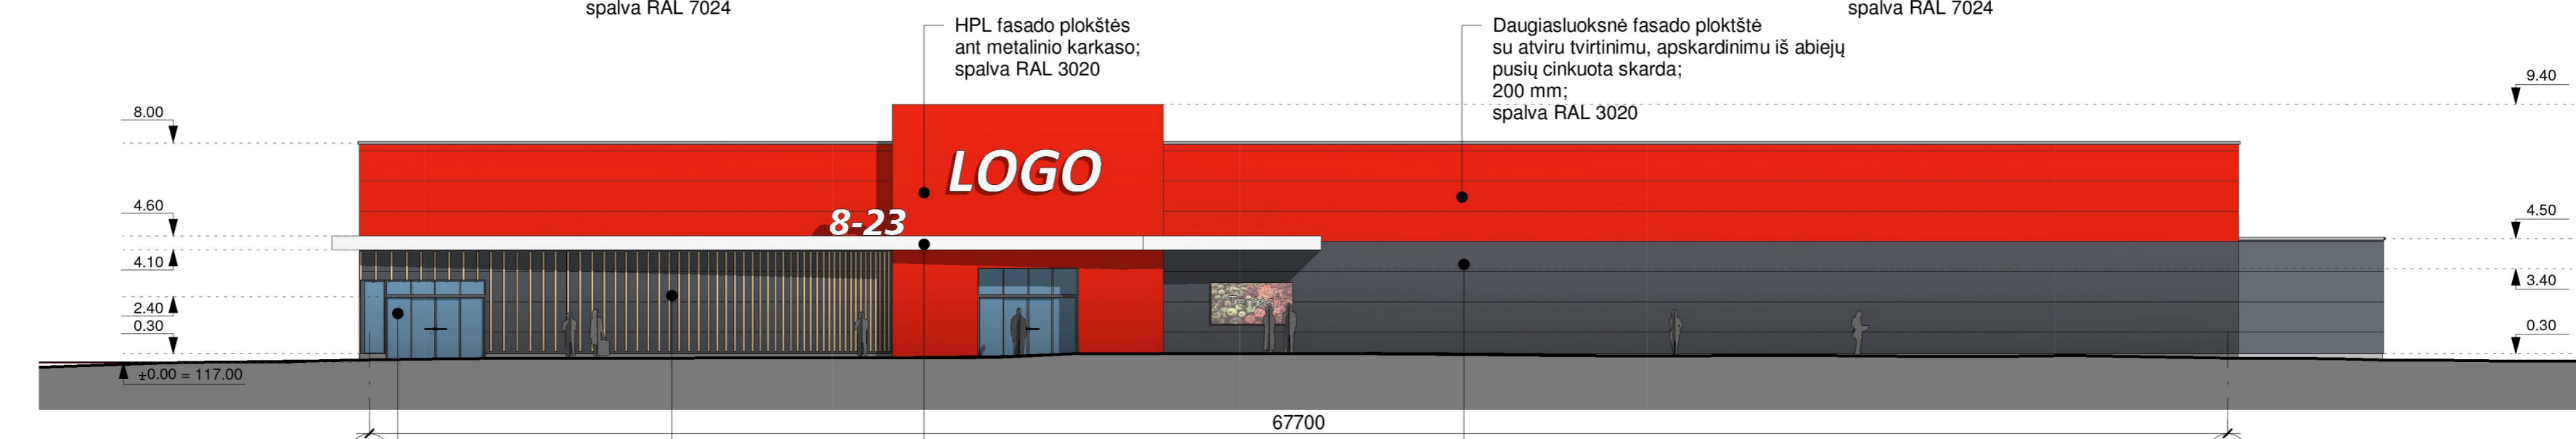 spalva RAL 7024
spalva RAL 7024
HPL fasado plokštės
ant metalinio karkaso;
spalva RAL 3020
Daugiasluoksnė fasado ploktštė
su atviru tvirtinimu, apskardinimu iš abiejų
pusių cinkuota skarda;
200 mm;
spalva RAL 3020
9.40
8.00
LOGO
4.60
8-23
4.50
4.10
3.40
2.40
0.30
0.30
±0.00 = 117.00
67700